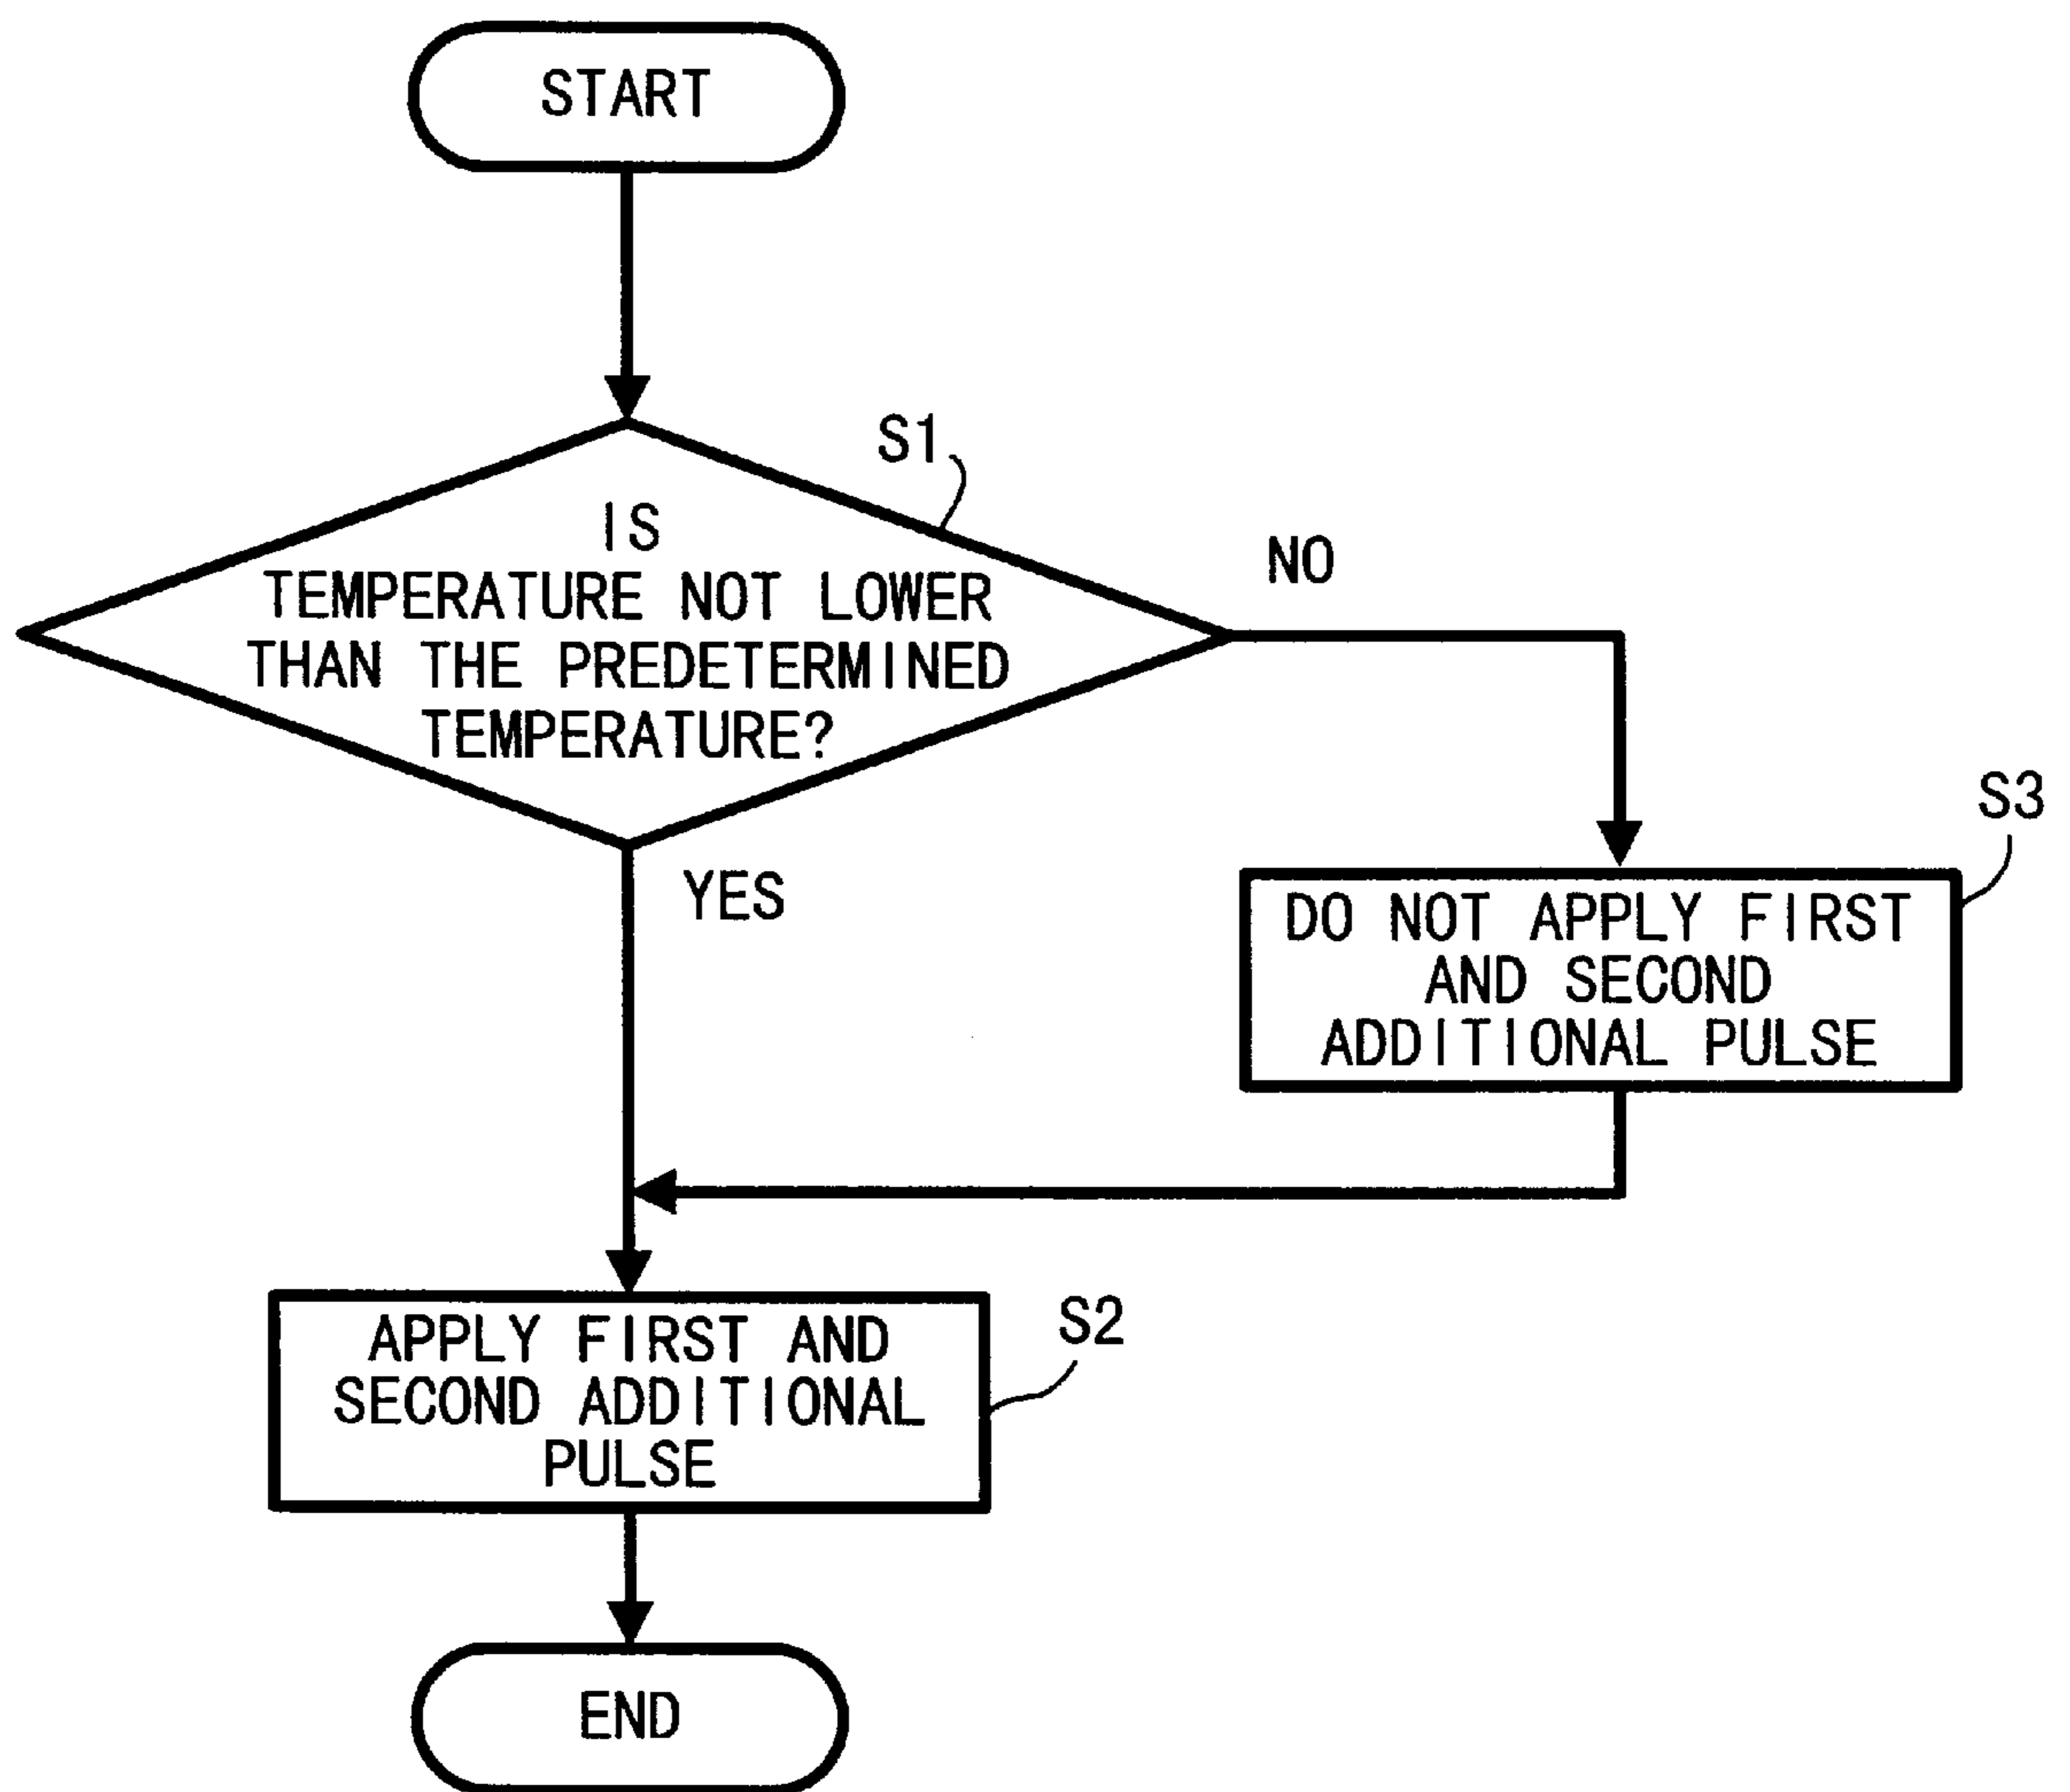 START
S1
IS
TEMPERATURE NOT LOWER
THAN THE PREDETERMINED
TEMPERATURE?
NO
YES
S3
DO NOT APPLY FIRST
AND SECOND
ADDITIONAL PULSE
S2
APPLY FIRST AND
SECOND ADDITIONAL
PULSE
END